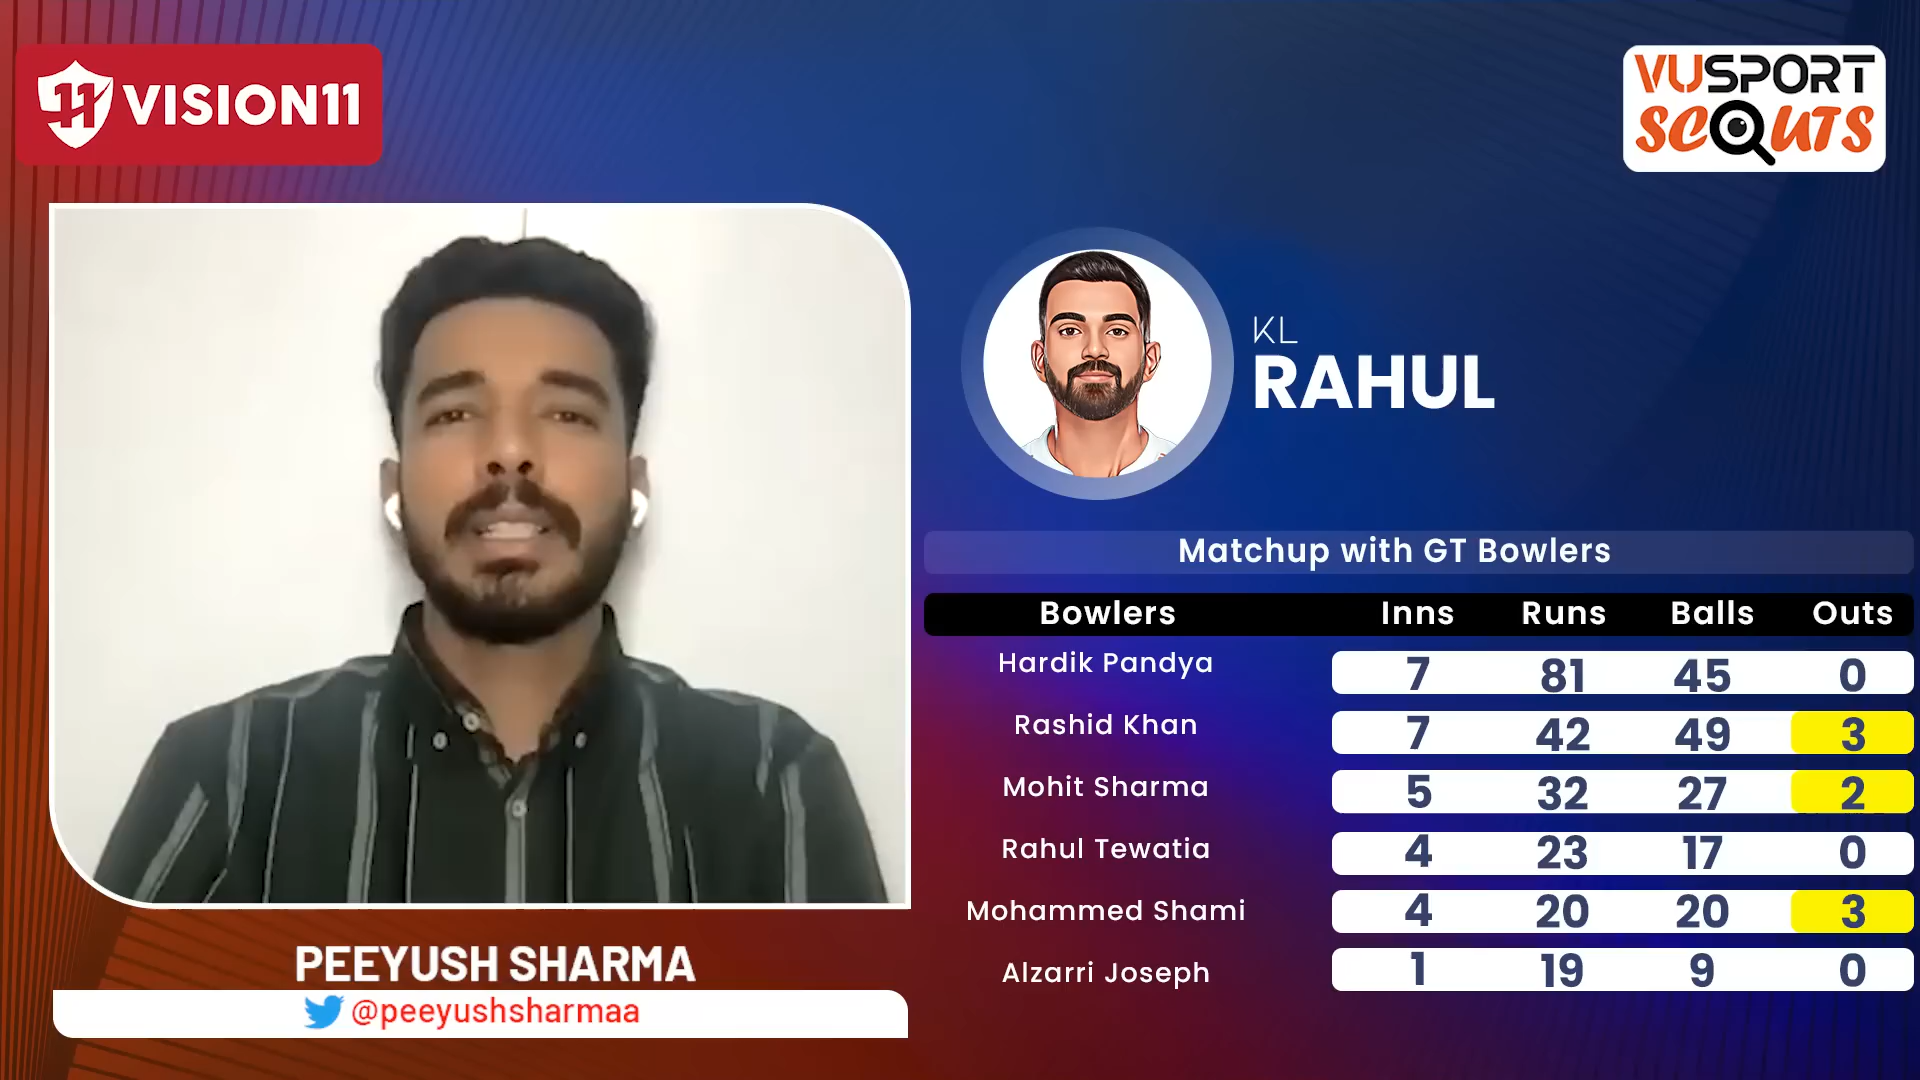 11 VISION11
VUSPORT
SCOUTS
KL
RAHUL
Matchup with GT Bowlers
Bowlers Inns Runs Balls Outs
Hardik Pandya 7 81 45 0
Rashid Khan 7 42 49 3
Mohit Sharma 5 32 27 2
Rahul Tewatia 4 23 17 0
Mohammed Shami 4 20 20 3
Alzarri Joseph 1 19 9 0
PEEYUSH SHARMA
@peeyushsharmaa